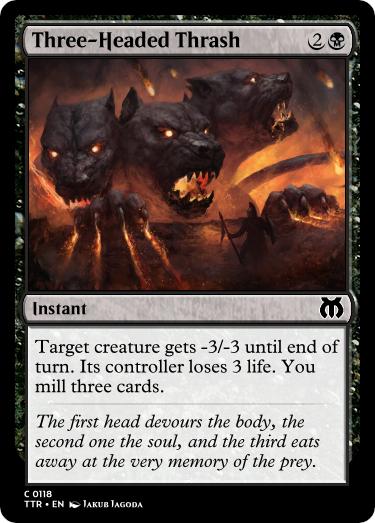 Three-Headed Thrash 2
Instant
Target creature gets -3/-3 until end of
turn. Its controller loses 3 life. You
mill three cards.
The first head devours the body, the
second one the soul, and the third eats
away at the very memory of the prey.
C 0118
TTR • EN Jakub Jagoda